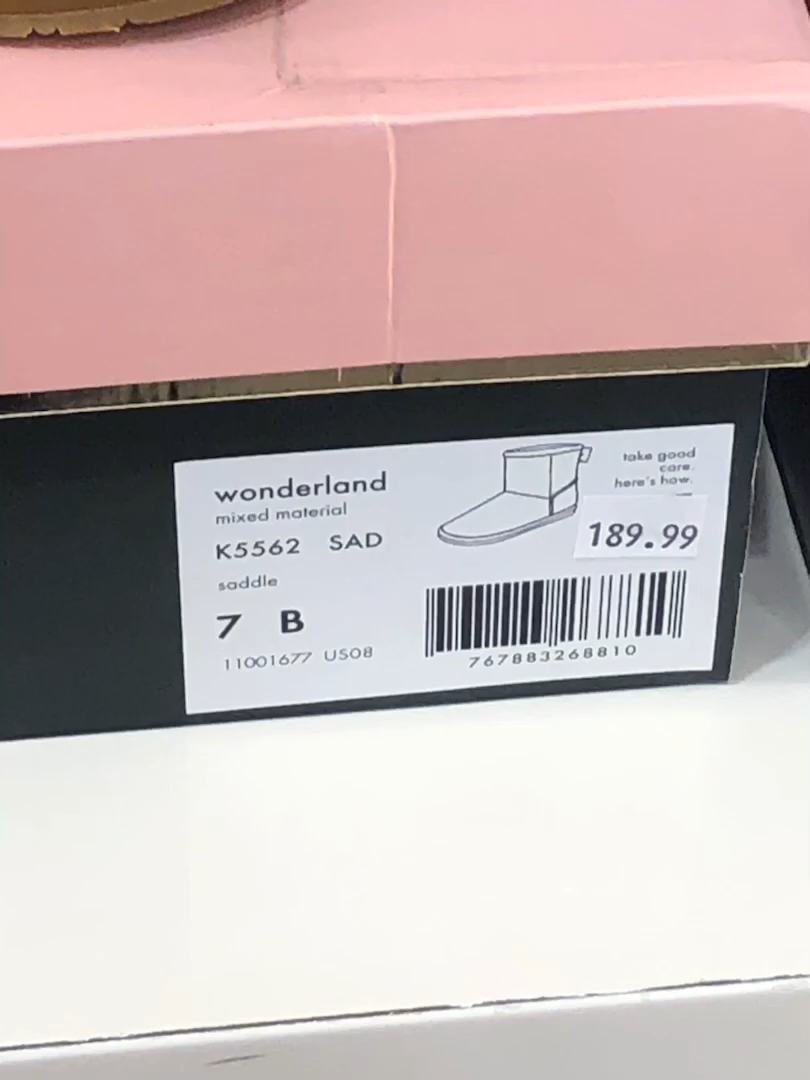 wonderland
mixed material
K5562 SAD
saddle
7 B
11001677 US08
take good
care.
here's how.
189.99
767883268810